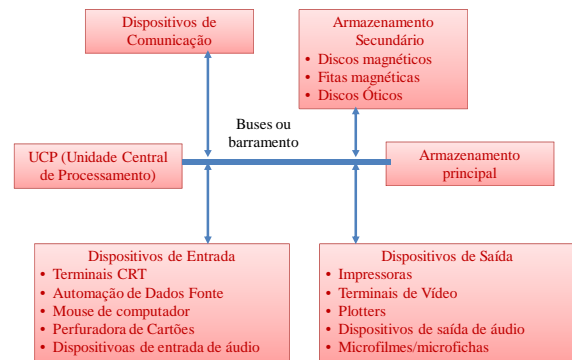 Dispositivos de
Comunicação
Armazenamento
Secundário
• Discos magnéticos
• Fitas magnéticas
• Discos Óticos
Buses ou
barramento
UCP (Unidade Central
de Processamento)
Armazenamento
principal
Dispositivos de Entrada
• Terminais CRT
• Automação de Dados Fonte
• Mouse de computador
• Perfuradora de Cartões
• Dispositivoas de entrada de áudio
Dispositivos de Saída
• Impressoras
• Terminais de Vídeo
• Plotters
• Dispositivos de saída de áudio
• Microfilmes/microfichas